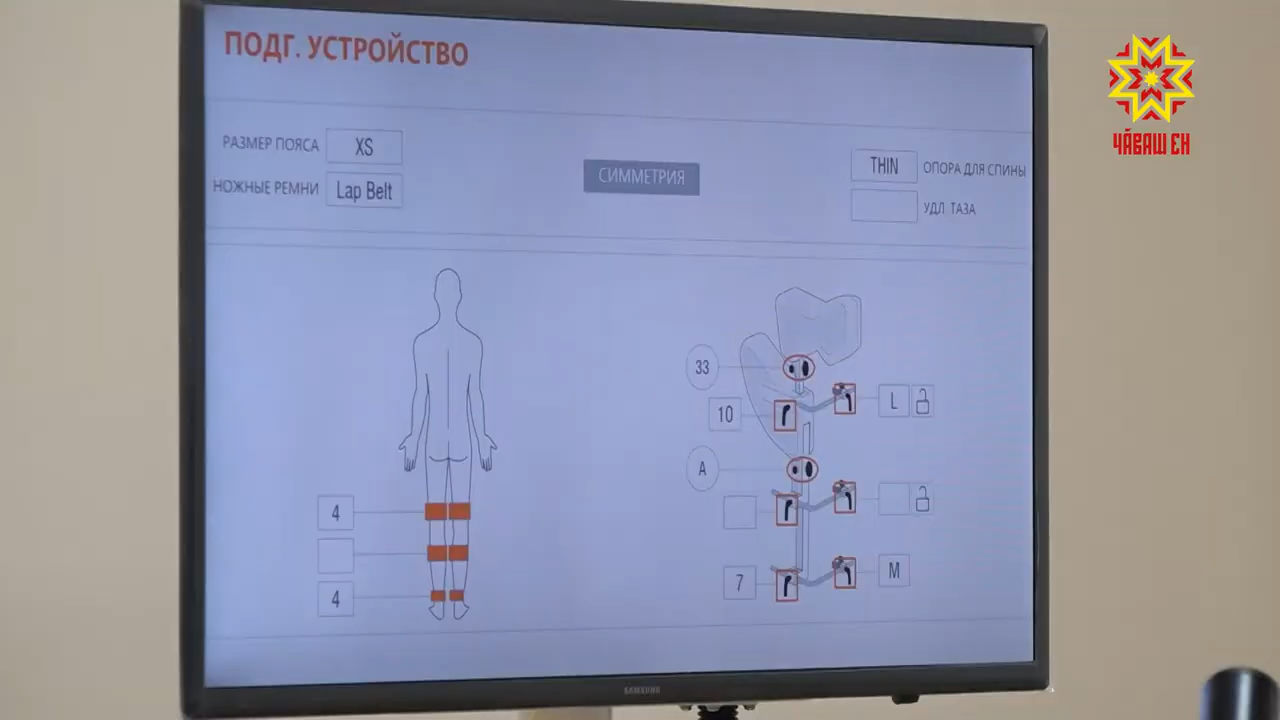 ПОДГ. УСТРОЙСТВО
ЧӐВАШ ЕН
РАЗМЕР ПОЯСА XS
НОЖНЫЕ РЕМНИ Lap Belt
СИММЕТРИЯ
THIN ОПОРА ДЛЯ СПИНЫ
УДЛ ТАЗА
33
10
L
A
4
4
7
M
SAMSUNG